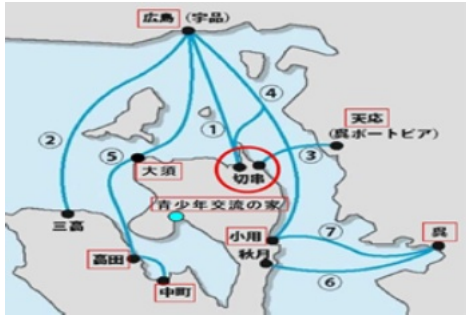 広島（宇品）
②
①
④
天応
（呉ポートピア）
⑤
③
大須
切串
青少年交流の家
三高
小用
⑦
呉
高田
秋月
中町
⑥